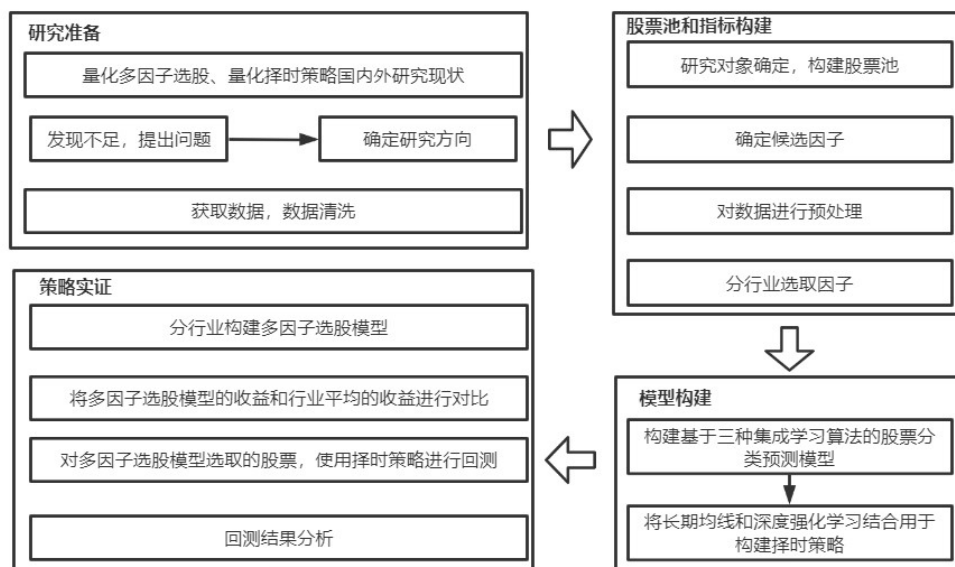 研究准备
量化多因子选股、量化择时策略国内外研究现状
发现不足，提出问题
确定研究方向
获取数据，数据清洗
股票池和指标构建
研究对象确定，构建股票池
确定候选因子
对数据进行预处理
分行业选取因子
模型构建
构建基于三种集成学习算法的股票分
类预测模型
将长期均线和深度强化学习结合用于
构建择时策略
策略实证
分行业构建多因子选股模型
将多因子选股模型的收益和行业平均的收益进行对比
对多因子选股模型选取的股票，使用择时策略进行回测
回测结果分析